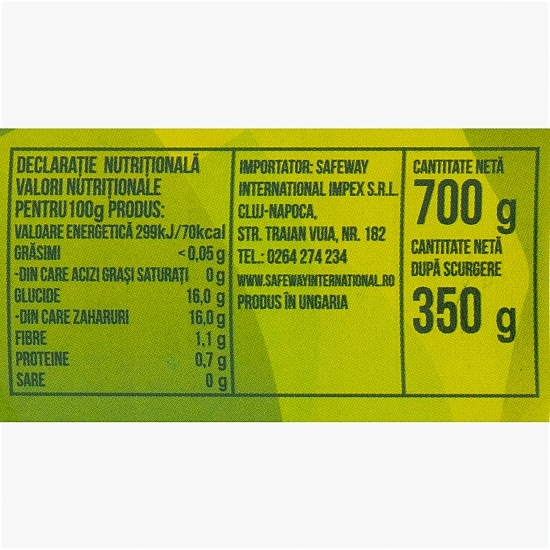 DECLARAȚIE NUTRIȚIONALĂ
VALORI NUTRIȚIONALE
PENTRU 100g PRODUS:
VALOARE ENERGETICĂ 299kJ/70kcal
GRĂSIMI <0,05 g
-DIN CARE ACIZI GRAȘI SATURAȚI 0 g
GLUCIDE 16,0 g
-DIN CARE ZAHARURI 16,0 g
FIBRE 1,1 g
PROTEINE 0,7 g
SARE 0 g
IMPORTATOR: SAFEWAY
INTERNATIONAL IMPEX S.R.L.
CLUJ-NAPOCA,
STR. TRAIAN VUIA, NR. 182
TEL.: 0264 274 234
WWW.SAFEWAYINTERNATIONAL.RO
PRODUS ÎN UNGARIA
CANTITATE NETĂ
700 g
CANTITATE NETĂ
DUPĂ SCURGERE
350 g